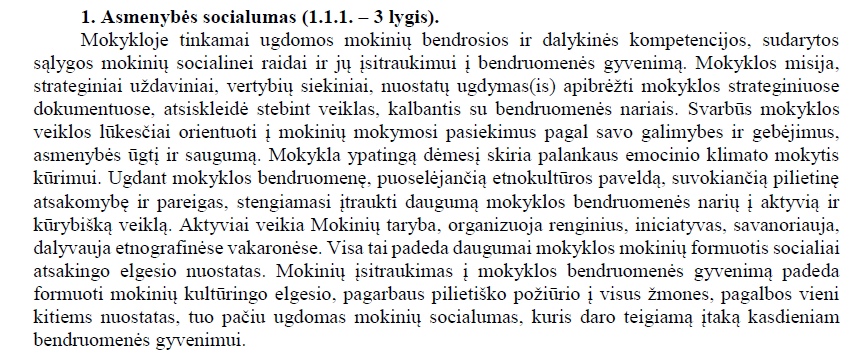 1. Asmenybės socialumas (1.1.1. – 3 lygis).
Mokykloje tinkamai ugdomos mokinių bendrosios ir dalykinės kompetencijos, sudarytos
sąlygos mokinių socialinei raidai ir jų įsitraukimui į bendruomenės gyvenimą. Mokyklos misija,
strateginiai uždaviniai, vertybių siekiniai, nuostatų ugdymas(is) apibrėžti mokyklos strateginiuose
dokumentuose, atsiskleidė stebint veiklas, kalbantis su bendruomenės nariais. Svarbūs mokyklos
veiklos lūkesčiai orientuoti į mokinių mokymosi pasiekimus pagal savo galimybes ir gebėjimus,
asmenybės ūgtį ir saugumą. Mokykla ypatingą dėmesį skiria palankaus emocinio klimato mokytis
kūrimui. Ugdant mokyklos bendruomenę, puoselėjančią etnokultūros paveldą, suvokiančią pilietinę
atsakomybę ir pareigas, stengiamasi įtraukti daugumą mokyklos bendruomenės narių į aktyvią ir
kūrybišką veiklą. Aktyviai veikia Mokinių taryba, organizuoja renginius, iniciatyvas, savanoriauja,
dalyvauja etnografinėse vakaronėse. Visa tai padeda daugumai mokyklos mokinių formuotis socialiai
atsakingo elgesio nuostatas. Mokinių įsitraukimas į mokyklos bendruomenės gyvenimą padeda
formuoti mokinių kultūringo elgesio, pagarbaus pilietiško požiūrio į visus žmones, pagalbos vieni
kitiems nuostatas, tuo pačiu ugdomas mokinių socialumas, kuris daro teigiamą įtaką kasdieniam
bendruomenės gyvenimui.